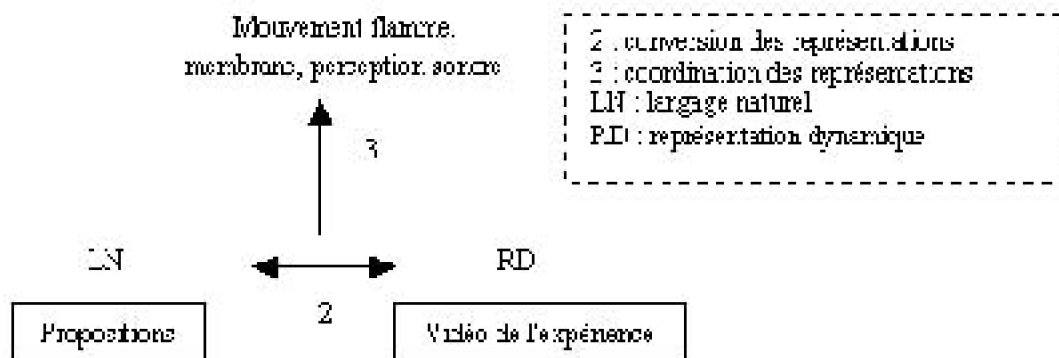 Mouvement flamme,
membrane, perception sonore
3
2 : conversion des représentations
3 : coordination des représentations
LN : langage naturel
RD : représentation dynamique
LN
RD
2
Propositions
Vidéo de l'expérience